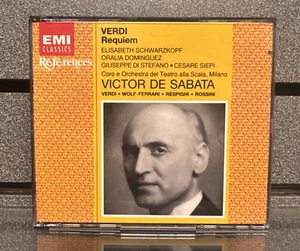 EMI
CLASSICS
Références
VERDI
Requiem
ELISABETH SCHWARZKOPF
ORALIA DOMINGUEZ
GIUSEPPE DI STEFANO • CESARE SIEPI
Coro e Orchestra del Teatro alla Scala, Milano
VICTOR DE SABATA
VERDI • WOLF-FERRARI • RESPIGHI • ROSSINI